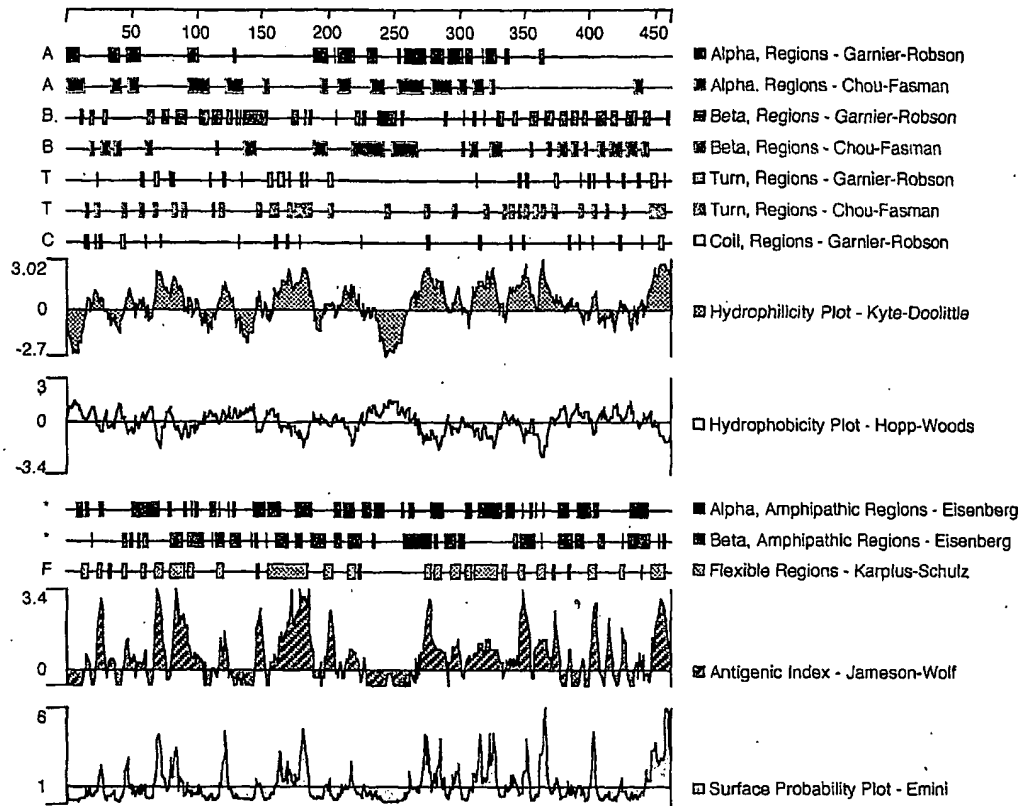 50 100 150 200 250 300 350 400 450
A Alpha, Regions - Garnier-Robson
A Alpha, Regions - Chou-Fasman
B. Beta, Regions - Garnier-Robson
B Beta, Regions - Chou-Fasman
T Turn, Regions - Garnier-Robson
T Turn, Regions - Chou-Fasman
C Coil, Regions - Garnier-Robson
3.02
0 Hydrophilicity Plot - Kyte-Doolittle
-2.7
3
0 Hydrophobicity Plot - Hopp-Woods
-3.4
* Alpha, Amphipathic Regions - Eisenberg
* Beta, Amphipathic Regions - Eisenberg
F Flexible Regions - Karplus-Schulz
3.4
0 Antigenic Index - Jameson-Wolf
6
1 Surface Probability Plot - Emini